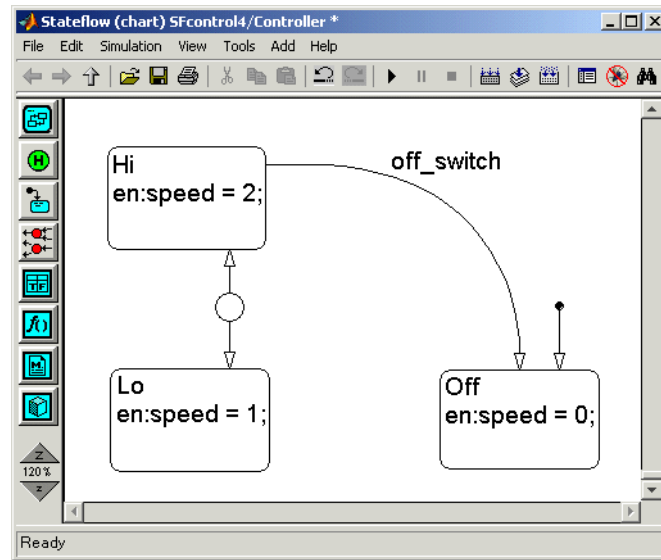 Stateflow (chart) SFcontrol4/Controller *
File Edit Simulation View Tools Add Help
Hi
en:speed = 2;
off_switch
Lo
en:speed = 1;
Off
en:speed = 0;
H
TF
f()
M
Z
120 %
z
Ready